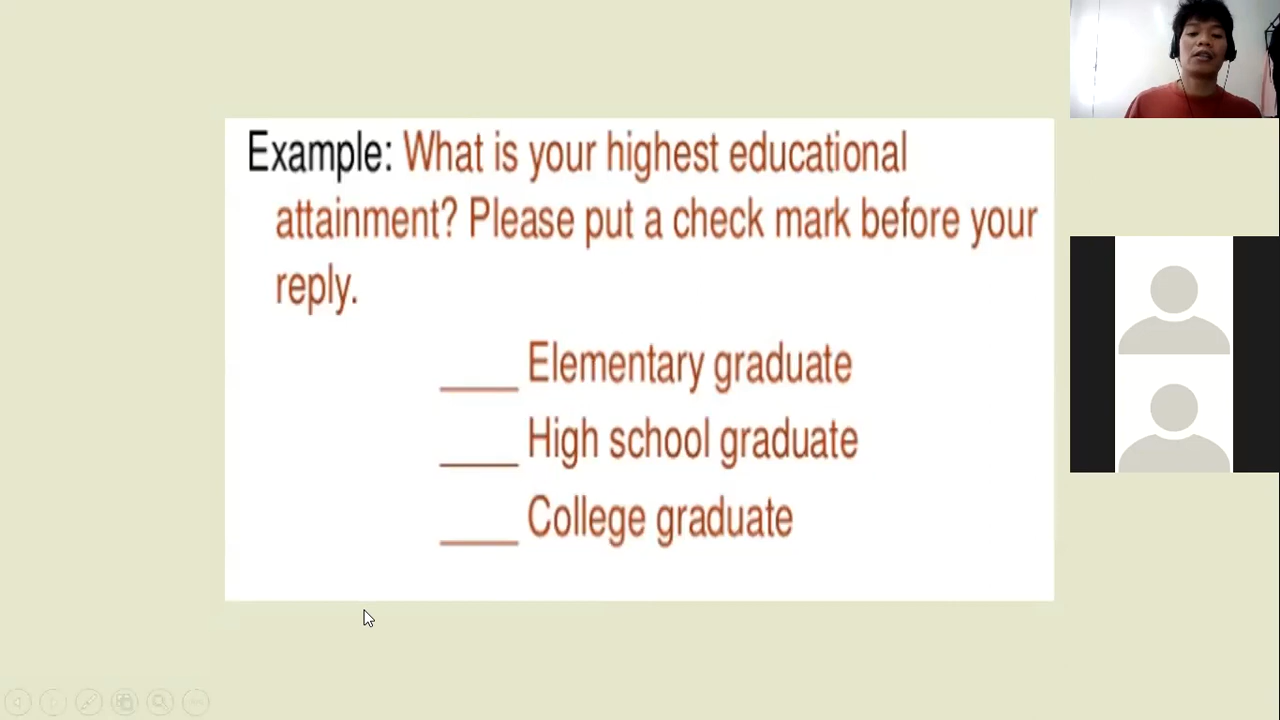 Example: What is your highest educational
attainment? Please put a check mark before your
reply.
____ Elementary graduate
____ High school graduate
____ College graduate